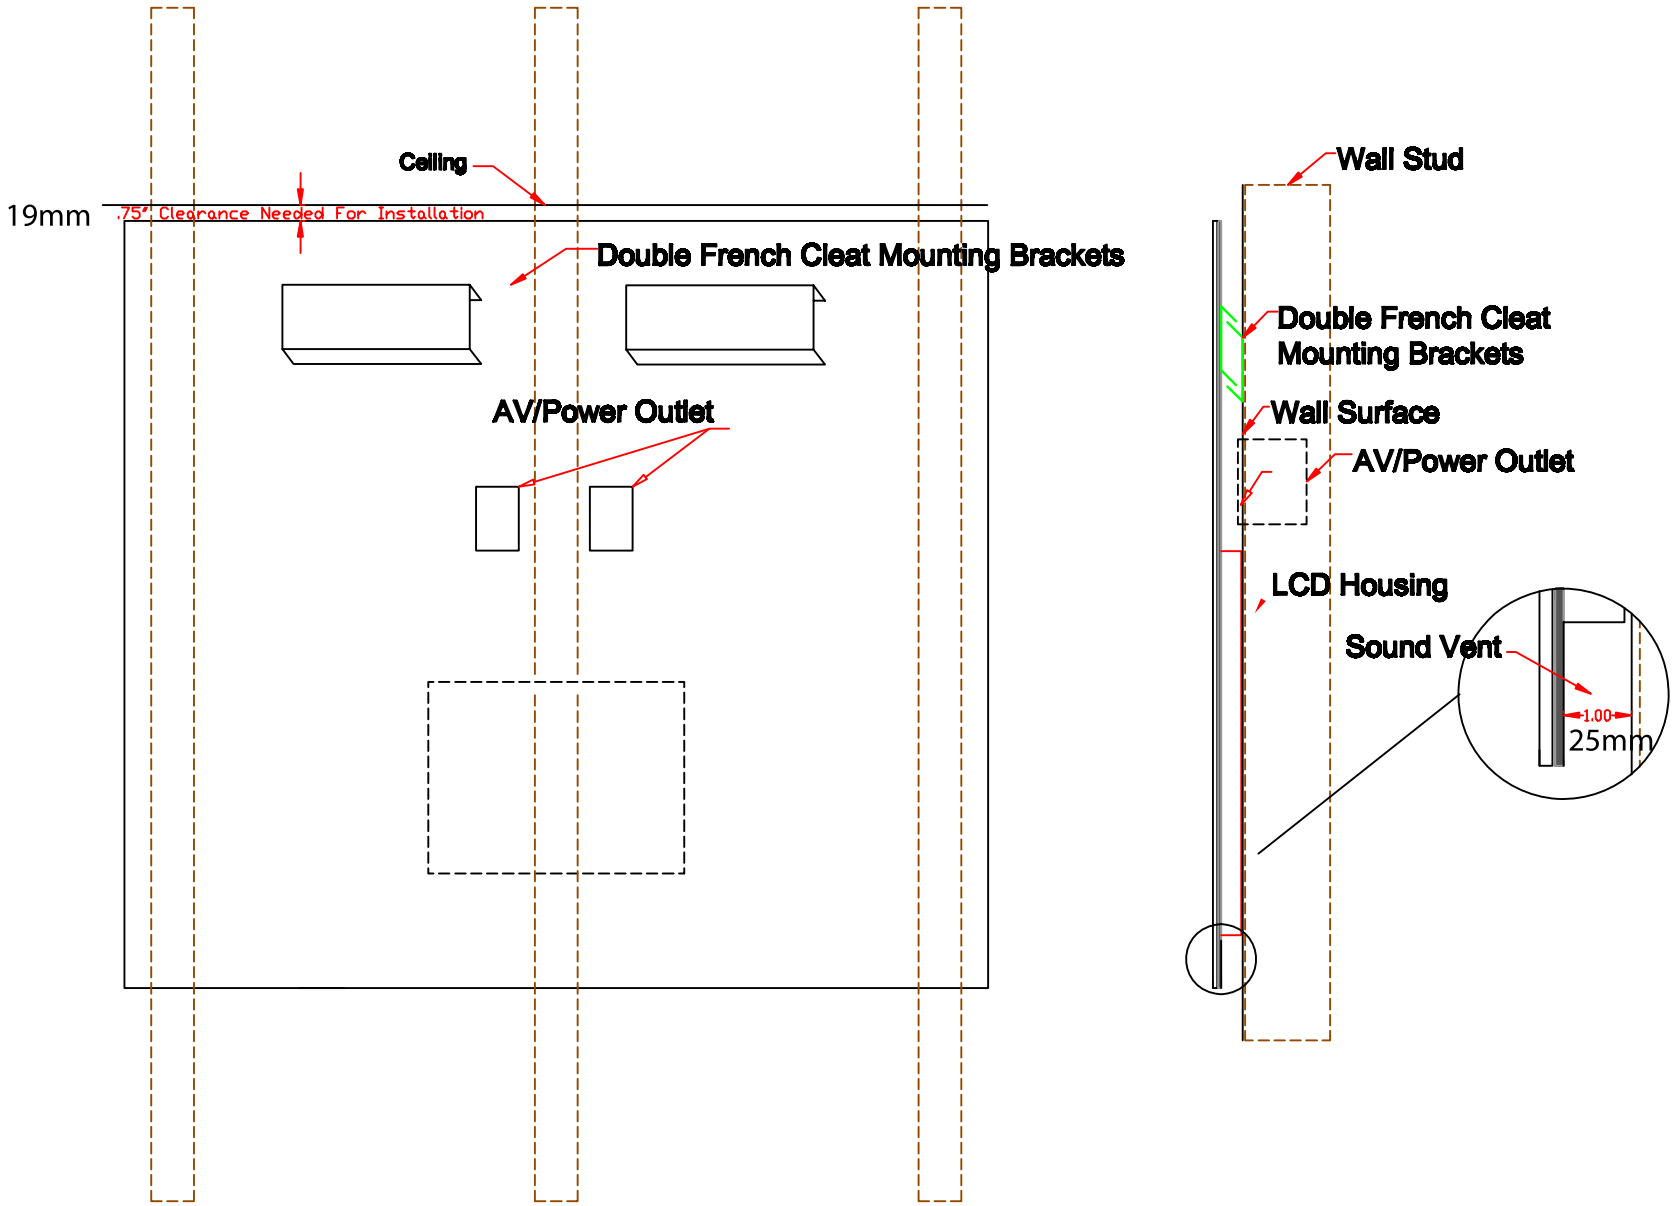 Ceiling
19mm
.75" Clearance Needed For Installation
Double French Cleat Mounting Brackets
AV/Power Outlet
Wall Stud
Double French Cleat
Mounting Brackets
Wall Surface
AV/Power Outlet
LCD Housing
Sound Vent
1.00
25mm